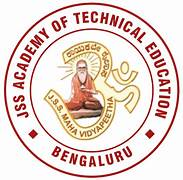 JSS ACADEMY OF TECHNICAL EDUCATION
J.S.S. MAHA VIDYAPEETHA
BENGALURU